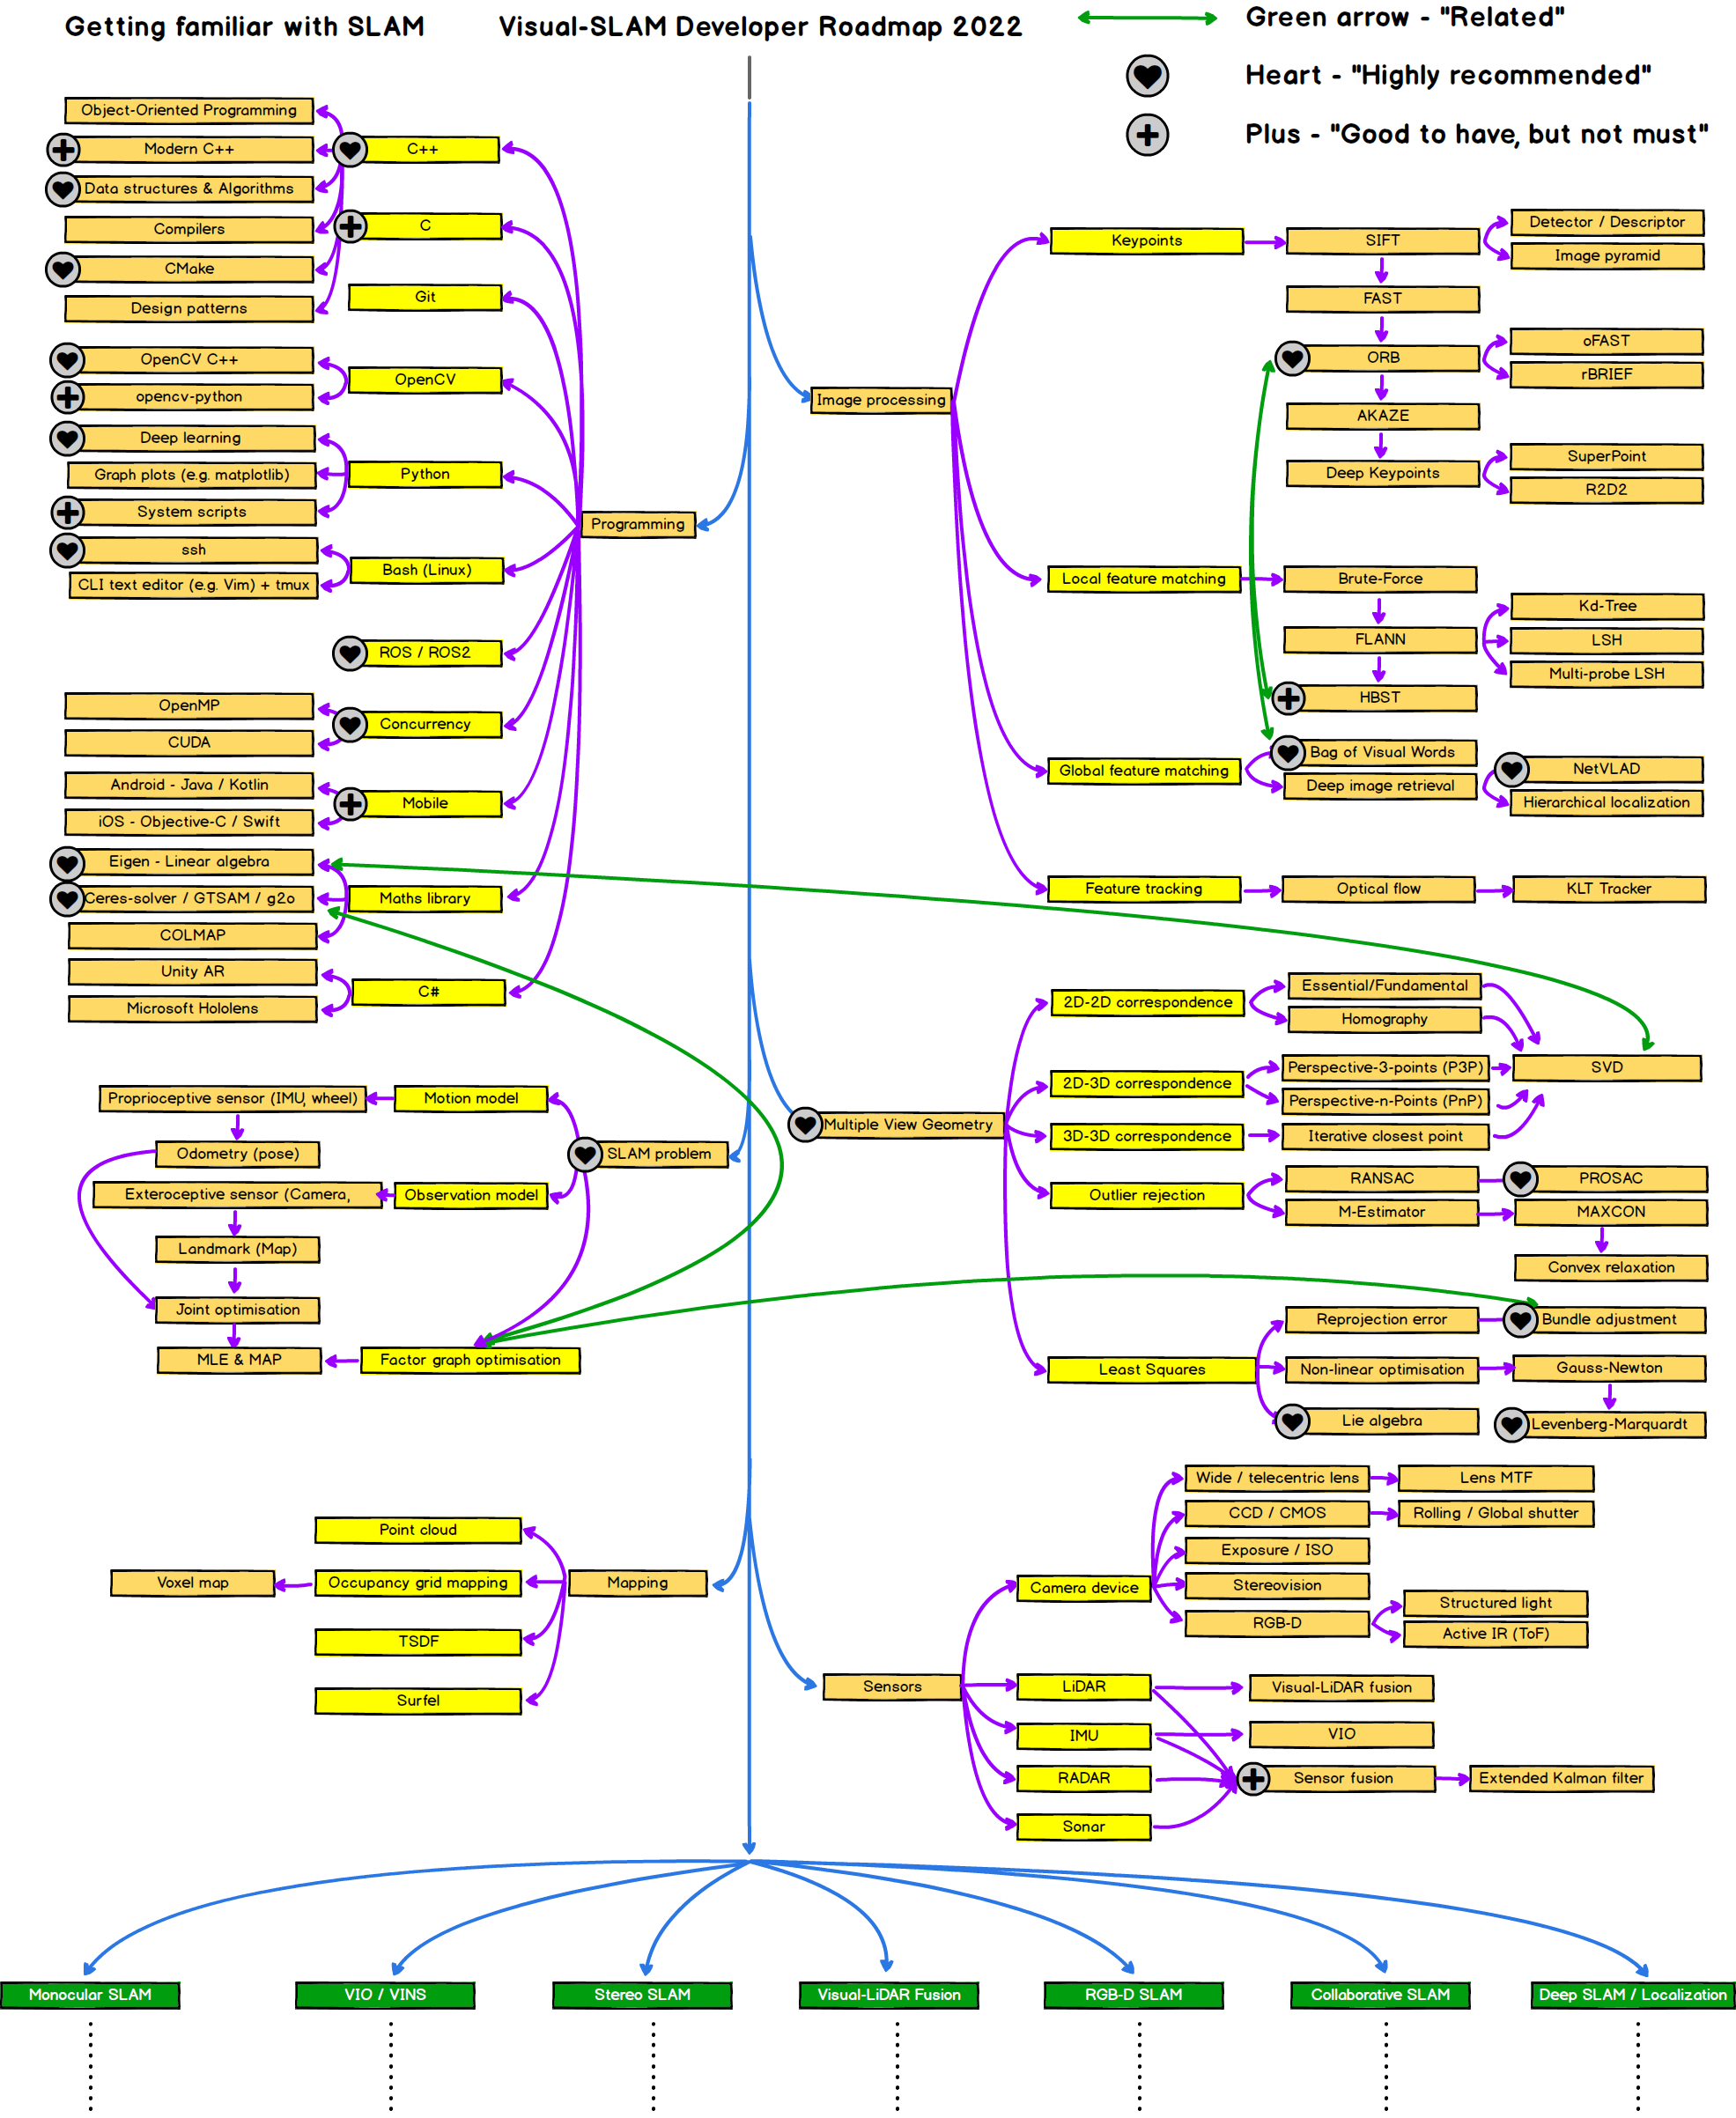 Getting familiar with SLAM
Visual-SLAM Developer Roadmap 2022
Green arrow - "Related"
Heart - "Highly recommended"
Plus - "Good to have, but not must"
Object-Oriented Programming
Modern C++
Data structures & Algorithms
Compilers
CMake
Design patterns
C++
C
Git
OpenCV C++
opencv-python
OpenCV
Deep learning
Graph plots (e.g. matplotlib)
System scripts
Python
ssh
CLI text editor (e.g. Vim) + tmux
Bash (Linux)
Programming
ROS / ROS2
OpenMP
CUDA
Concurrency
Android - Java / Kotlin
iOS - Objective-C / Swift
Mobile
Eigen - Linear algebra
Ceres-solver / GTSAM / g2o
COLMAP
Maths library
Unity AR
Microsoft Hololens
C#
Image processing
Keypoints
SIFT
Detector / Descriptor
Image pyramid
FAST
ORB
oFAST
rBRIEF
AKAZE
Deep Keypoints
SuperPoint
R2D2
Local feature matching
Brute-Force
FLANN
Kd-Tree
LSH
Multi-probe LSH
HBST
Global feature matching
Bag of Visual Words
Deep image retrieval
NetVLAD
Hierarchical localization
Feature tracking
Optical flow
KLT Tracker
Multiple View Geometry
2D-2D correspondence
Essential/Fundamental
Homography
2D-3D correspondence
Perspective-3-points (P3P)
Perspective-n-Points (PnP)
SVD
3D-3D correspondence
Iterative closest point
Outlier rejection
RANSAC
PROSAC
M-Estimator
MAXCON
Convex relaxation
Least Squares
Reprojection error
Bundle adjustment
Non-linear optimisation
Gauss-Newton
Lie algebra
Levenberg-Marquardt
SLAM problem
Motion model
Proprioceptive sensor (IMU, wheel)
Odometry (pose)
Observation model
Exteroceptive sensor (Camera,
Landmark (Map)
Joint optimisation
MLE & MAP
Factor graph optimisation
Mapping
Point cloud
Occupancy grid mapping
Voxel map
TSDF
Surfel
Sensors
Camera device
Wide / telecentric lens
Lens MTF
CCD / CMOS
Rolling / Global shutter
Exposure / ISO
Stereovision
RGB-D
Structured light
Active IR (ToF)
LiDAR
Visual-LiDAR fusion
IMU
VIO
RADAR
Sensor fusion
Extended Kalman filter
Sonar
Monocular SLAM
VIO / VINS
Stereo SLAM
Visual-LiDAR Fusion
RGB-D SLAM
Collaborative SLAM
Deep SLAM / Localization